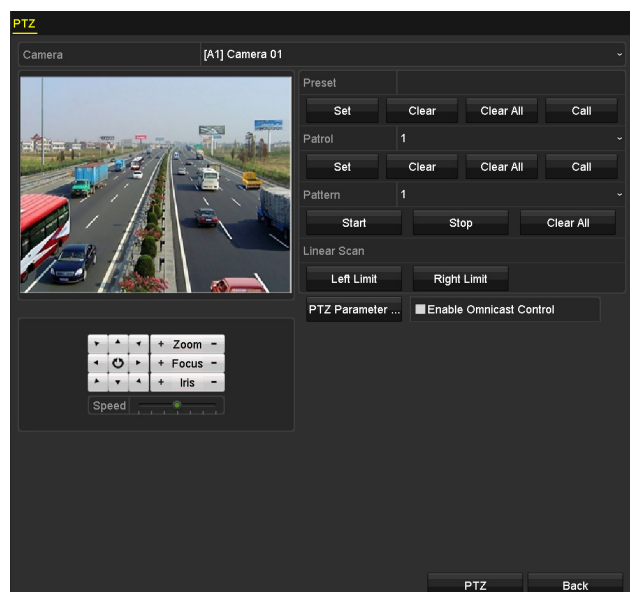 PTZ
Camera [A1] Camera 01
Preset
Set Clear Clear All Call
Patrol 1
Set Clear Clear All Call
Pattern 1
Start Stop Clear All
Linear Scan
Left Limit Right Limit
PTZ Parameter ... Enable Omnicast Control
+ Zoom -
+ Focus -
+ Iris -
Speed
PTZ Back